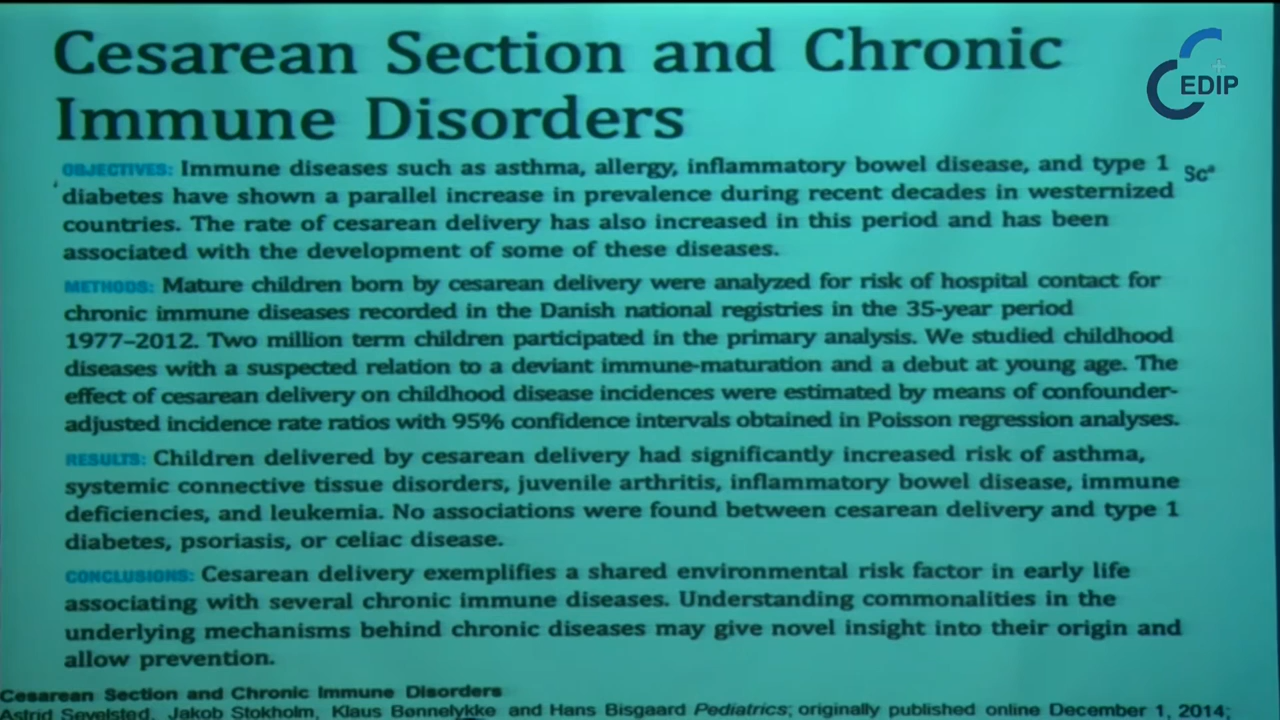 Cesarean Section and Chronic
Immune Disorders
EDIP
OBJECTIVES: Immune diseases such as asthma, allergy, inflammatory bowel disease, and type 1
diabetes have shown a parallel increase in prevalence during recent decades in westernized
countries. The rate of cesarean delivery has also increased in this period and has been
associated with the development of some of these diseases.
METHODS: Mature children born by cesarean delivery were analyzed for risk of hospital contact for
chronic immune diseases recorded in the Danish national registries in the 35-year period
1977–2012. Two million term children participated in the primary analysis. We studied childhood
diseases with a suspected relation to a deviant immune-maturation and a debut at young age. The
effect of cesarean delivery on childhood disease incidences were estimated by means of confounder-
adjusted incidence rate ratios with 95% confidence intervals obtained in Poisson regression analyses.
RESULTS: Children delivered by cesarean delivery had significantly increased risk of asthma,
systemic connective tissue disorders, juvenile arthritis, inflammatory bowel disease, immune
deficiencies, and leukemia. No associations were found between cesarean delivery and type 1
diabetes, psoriasis, or celiac disease.
CONCLUSIONS: Cesarean delivery exemplifies a shared environmental risk factor in early life
associating with several chronic immune diseases. Understanding commonalities in the
underlying mechanisms behind chronic diseases may give novel insight into their origin and
allow prevention.
Cesarean Section and Chronic Immune Disorders
Astrid Sevelsted, Jakob Stokholm, Klaus Bønnelykke and Hans Bisgaard Pediatrics; originally published online December 1, 2014;